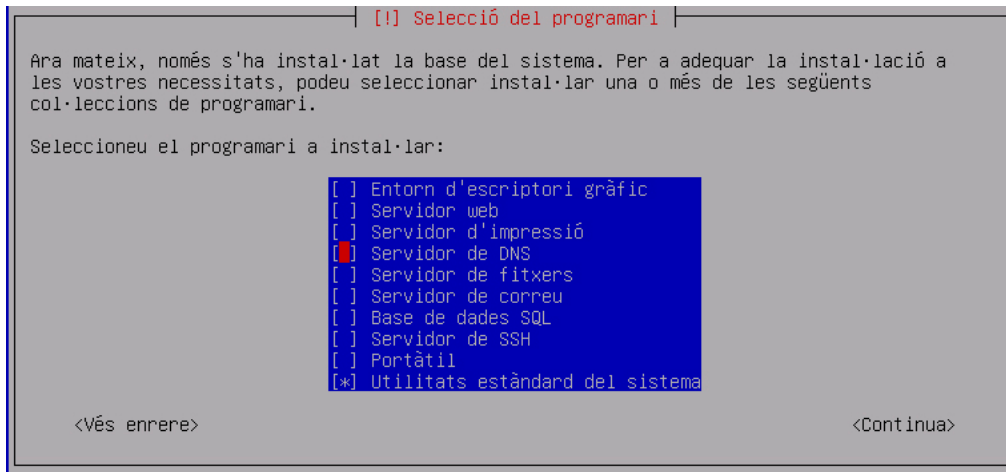 [!] Selecció del programari
Ara mateix, només s'ha instal·lat la base del sistema. Per a adequar la instal·lació a
les vostres necessitats, podeu seleccionar instal·lar una o més de les següents
col·leccions de programari.
Seleccioneu el programari a instal·lar:
[ ] Entorn d'escriptori gràfic
[ ] Servidor web
[ ] Servidor d'impressió
[ ] Servidor de DNS
[ ] Servidor de fitxers
[ ] Servidor de correu
[ ] Base de dades SQL
[ ] Servidor de SSH
[ ] Portàtil
[*] Utilitats estàndard del sistema
<Vés enrere> <Continua>